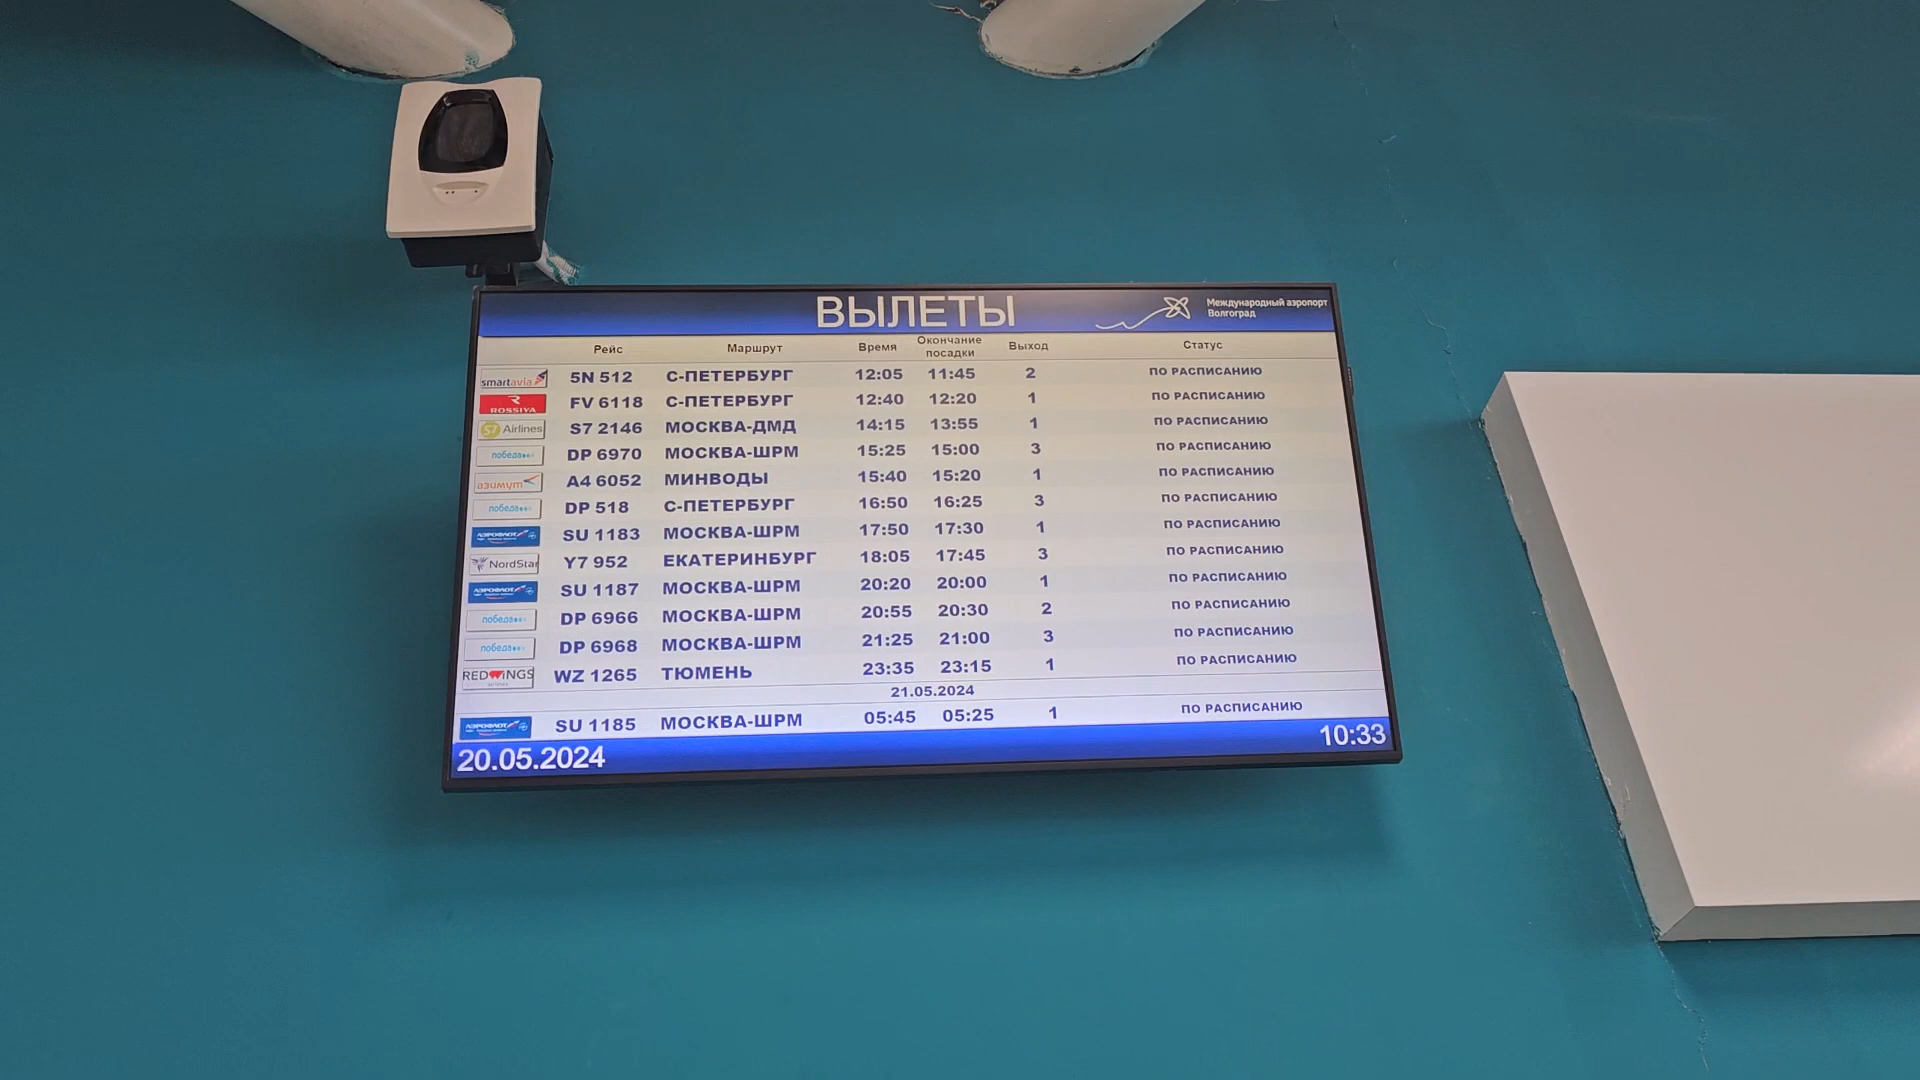 ВЫЛЕТЫ
Международный аэропорт
Волгоград
Рейс Маршрут Время Окончание посадки Выход Статус
smartavia 5N 512 С-ПЕТЕРБУРГ 12:05 11:45 2 ПО РАСПИСАНИЮ
ROSSIYA FV 6118 С-ПЕТЕРБУРГ 12:40 12:20 1 ПО РАСПИСАНИЮ
S7 Airlines S7 2146 МОСКВА-ДМД 14:15 13:55 1 ПО РАСПИСАНИЮ
победа DP 6970 МОСКВА-ШРМ 15:25 15:00 3 ПО РАСПИСАНИЮ
азимут A4 6052 МИНВОДЫ 15:40 15:20 1 ПО РАСПИСАНИЮ
победа DP 518 С-ПЕТЕРБУРГ 16:50 16:25 3 ПО РАСПИСАНИЮ
АЭРОФЛОТ SU 1183 МОСКВА-ШРМ 17:50 17:30 1 ПО РАСПИСАНИЮ
NordStar Y7 952 ЕКАТЕРИНБУРГ 18:05 17:45 3 ПО РАСПИСАНИЮ
АЭРОФЛОТ SU 1187 МОСКВА-ШРМ 20:20 20:00 1 ПО РАСПИСАНИЮ
победа DP 6966 МОСКВА-ШРМ 20:55 20:30 2 ПО РАСПИСАНИЮ
победа DP 6968 МОСКВА-ШРМ 21:25 21:00 3 ПО РАСПИСАНИЮ
RED WINGS WZ 1265 ТЮМЕНЬ 23:35 23:15 1 ПО РАСПИСАНИЮ
21.05.2024
АЭРОФЛОТ SU 1185 МОСКВА-ШРМ 05:45 05:25 1 ПО РАСПИСАНИЮ
20.05.2024 10:33